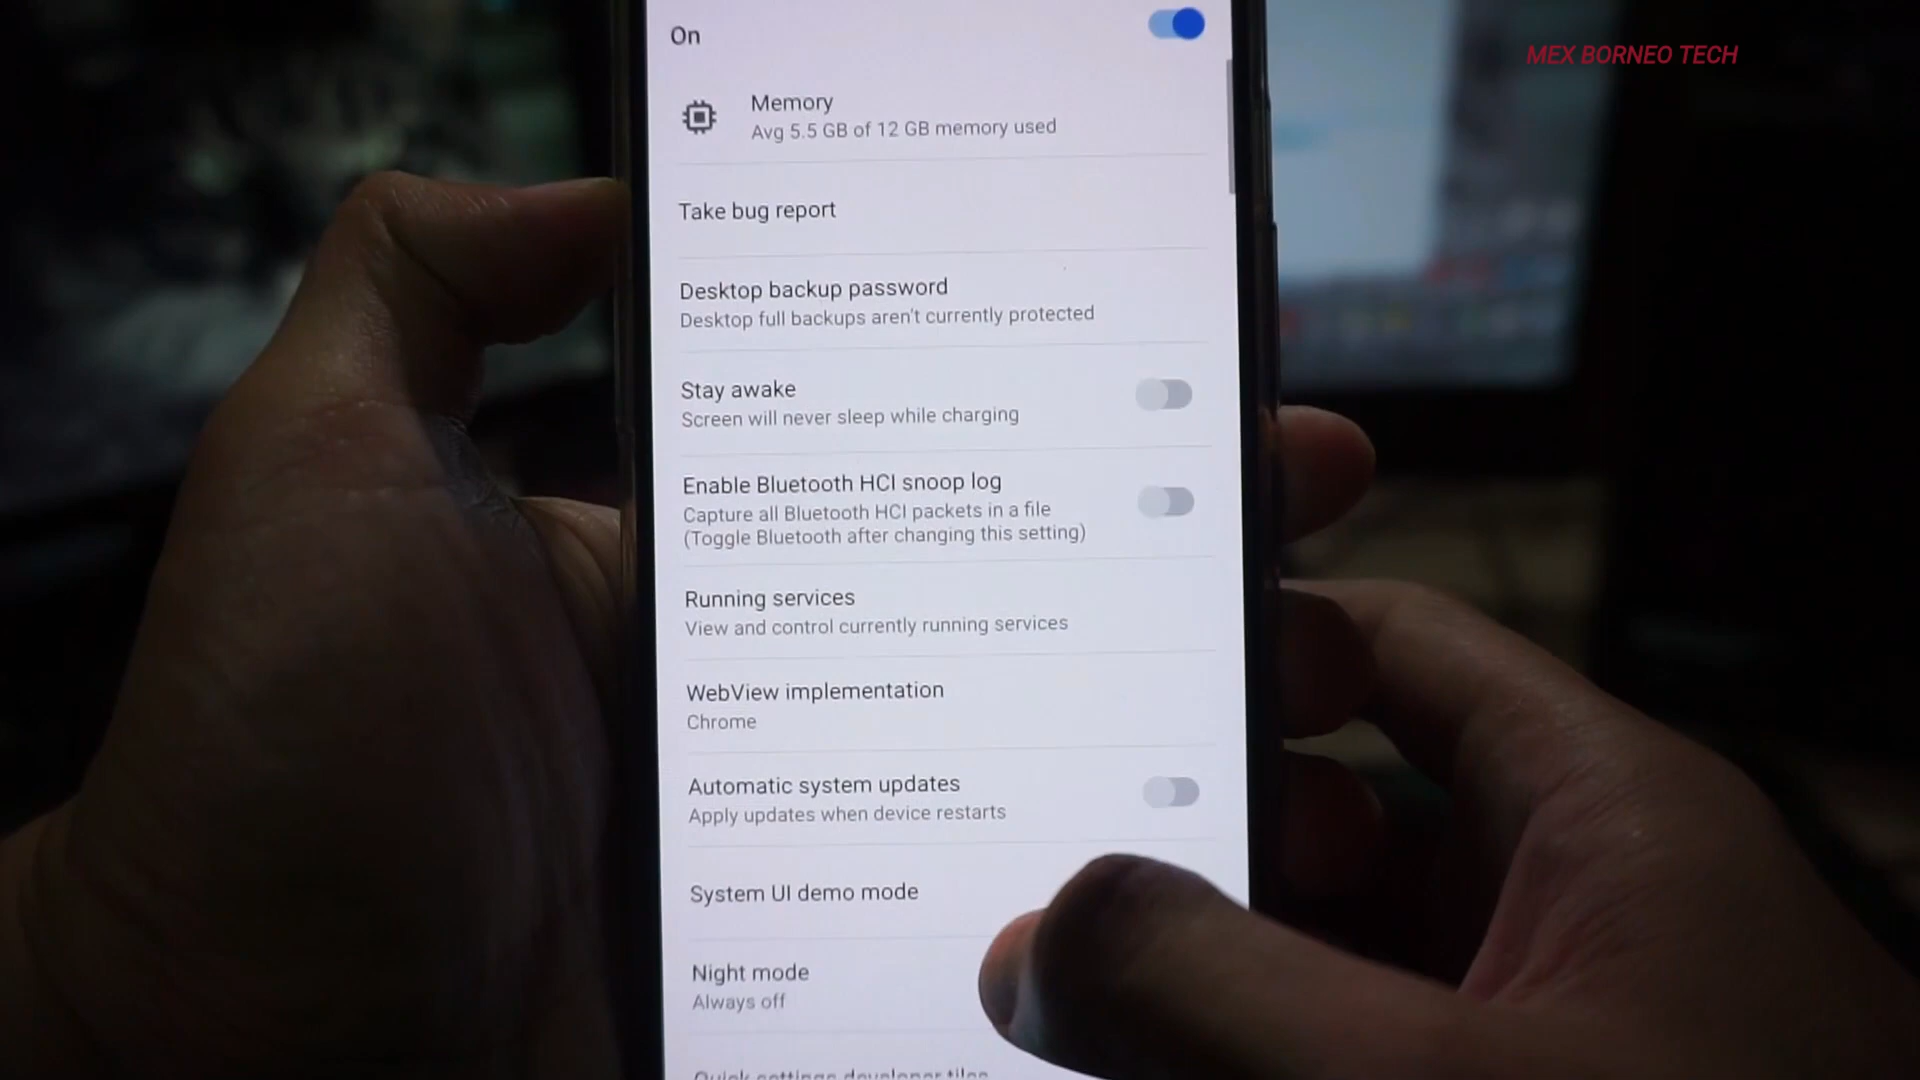 On
MEX BORNEO TECH
Memory
Avg 5.5 GB of 12 GB memory used
Take bug report
Desktop backup password
Desktop full backups aren't currently protected
Stay awake
Screen will never sleep while charging
Enable Bluetooth HCI snoop log
Capture all Bluetooth HCI packets in a file
(Toggle Bluetooth after changing this setting)
Running services
View and control currently running services
WebView implementation
Chrome
Automatic system updates
Apply updates when device restarts
System UI demo mode
Night mode
Always off
Quick settings developer tiles